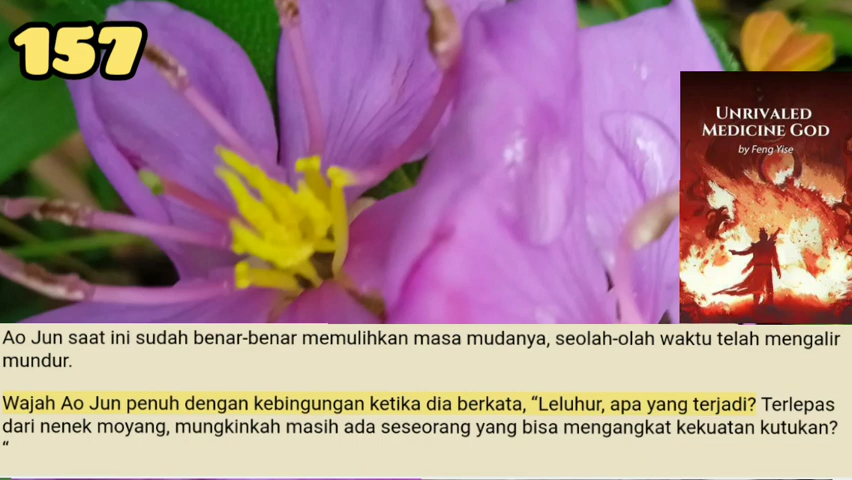 157
UNRIVALED
MEDICINE GOD
by Feng Yise
Ao Jun saat ini sudah benar-benar memulihkan masa mudanya, seolah-olah waktu telah mengalir
mundur.
Wajah Ao Jun penuh dengan kebingungan ketika dia berkata, “Leluhur, apa yang terjadi? Terlepas
dari nenek moyang, mungkinkah masih ada seseorang yang bisa mengangkat kekuatan kutukan?
“